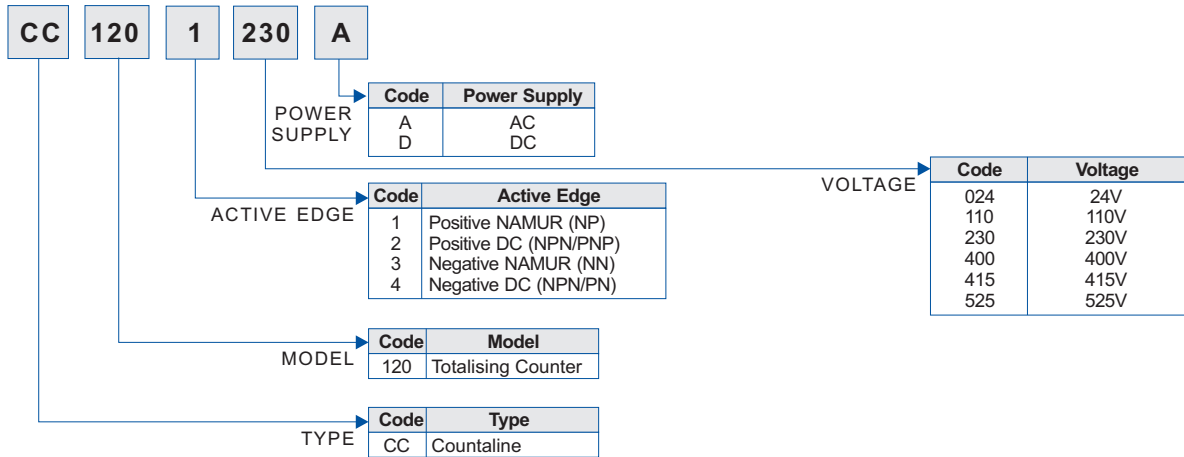 CC 120 1 230 A
POWER SUPPLY
Code Power Supply
A AC
D DC
VOLTAGE
Code Voltage
024 24V
110 110V
230 230V
400 400V
415 415V
525 525V
ACTIVE EDGE
Code Active Edge
1 Positive NAMUR (NP)
2 Positive DC (NPN/PNP)
3 Negative NAMUR (NN)
4 Negative DC (NPN/PN)
MODEL
Code Model
120 Totalising Counter
TYPE
Code Type
CC Countaline